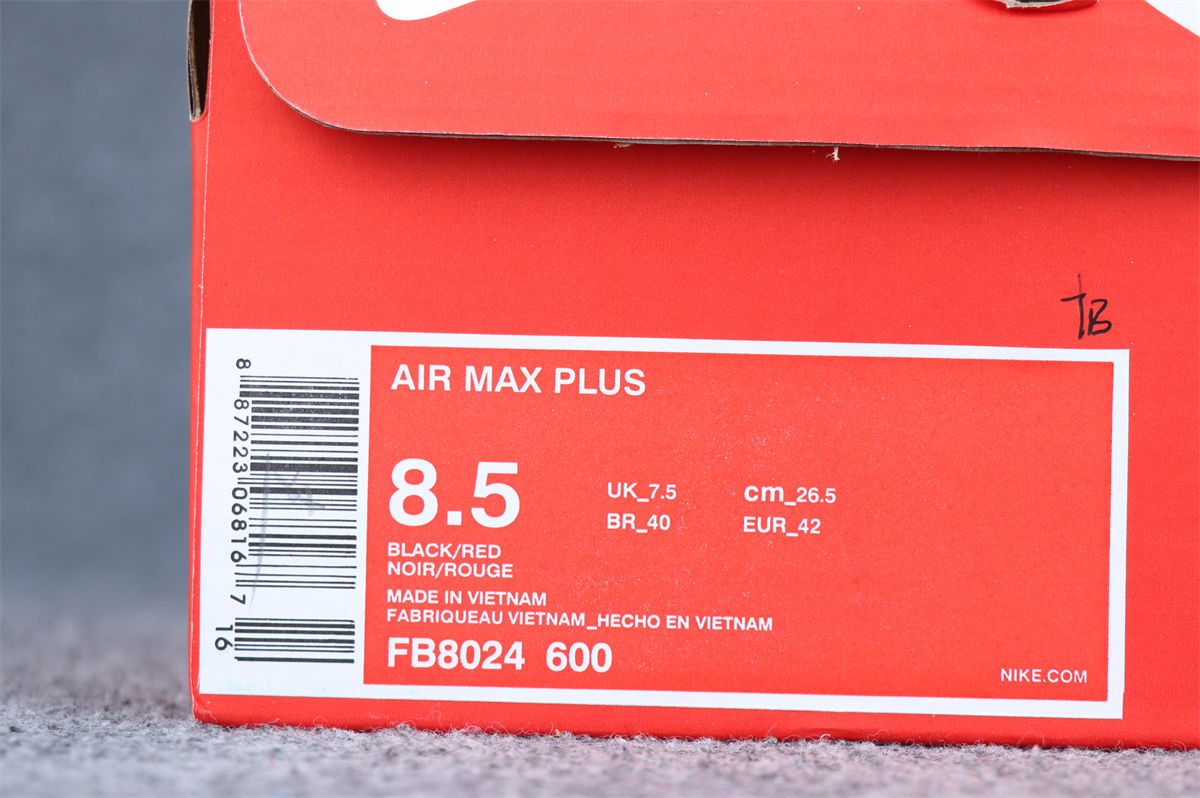 TB
AIR MAX PLUS
8.5
UK_7.5
cm_26.5
BR_40
EUR_42
BLACK/RED
NOIR/ROUGE
MADE IN VIETNAM
FABRIQUEAU VIETNAM_HECHO EN VIETNAM
FB8024 600
NIKE.COM
8 87223 06816 7
16